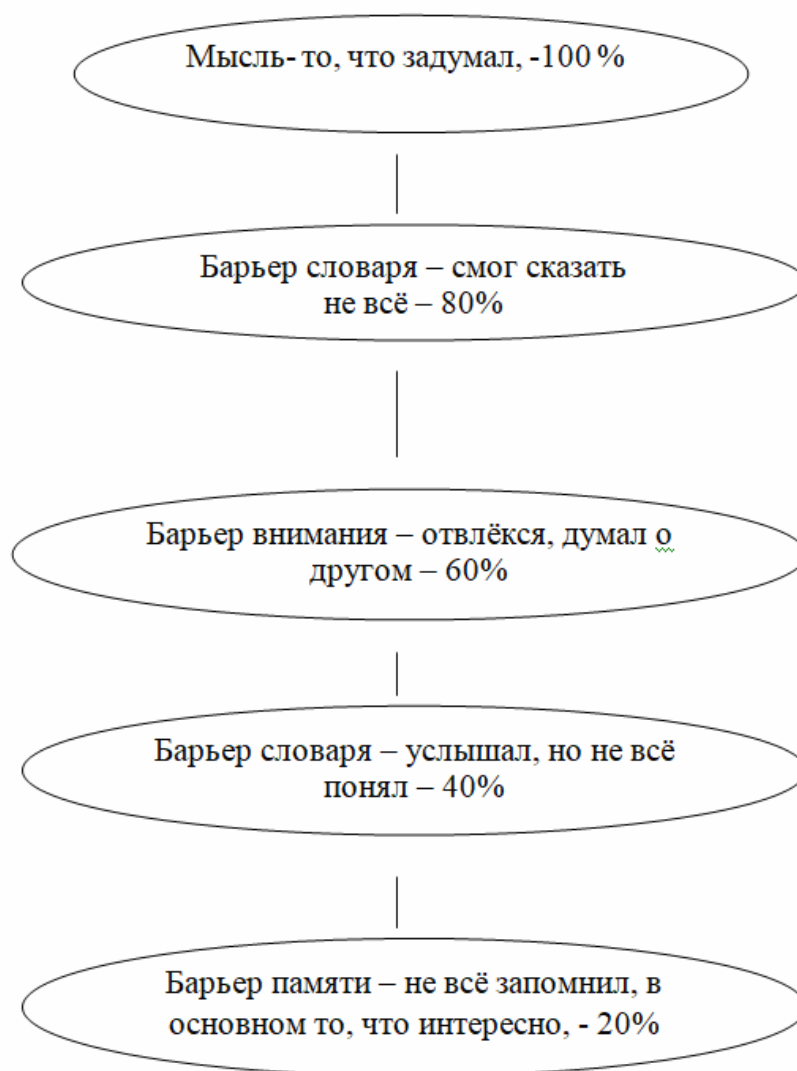 Мысль- то, что задумал, -100 %
Барьер словаря – смог сказать
не всё – 80%
Барьер внимания – отвлёкся, думал о
другом – 60%
Барьер словаря – услышал, но не всё
понял – 40%
Барьер памяти – не всё запомнил, в
основном то, что интересно, - 20%